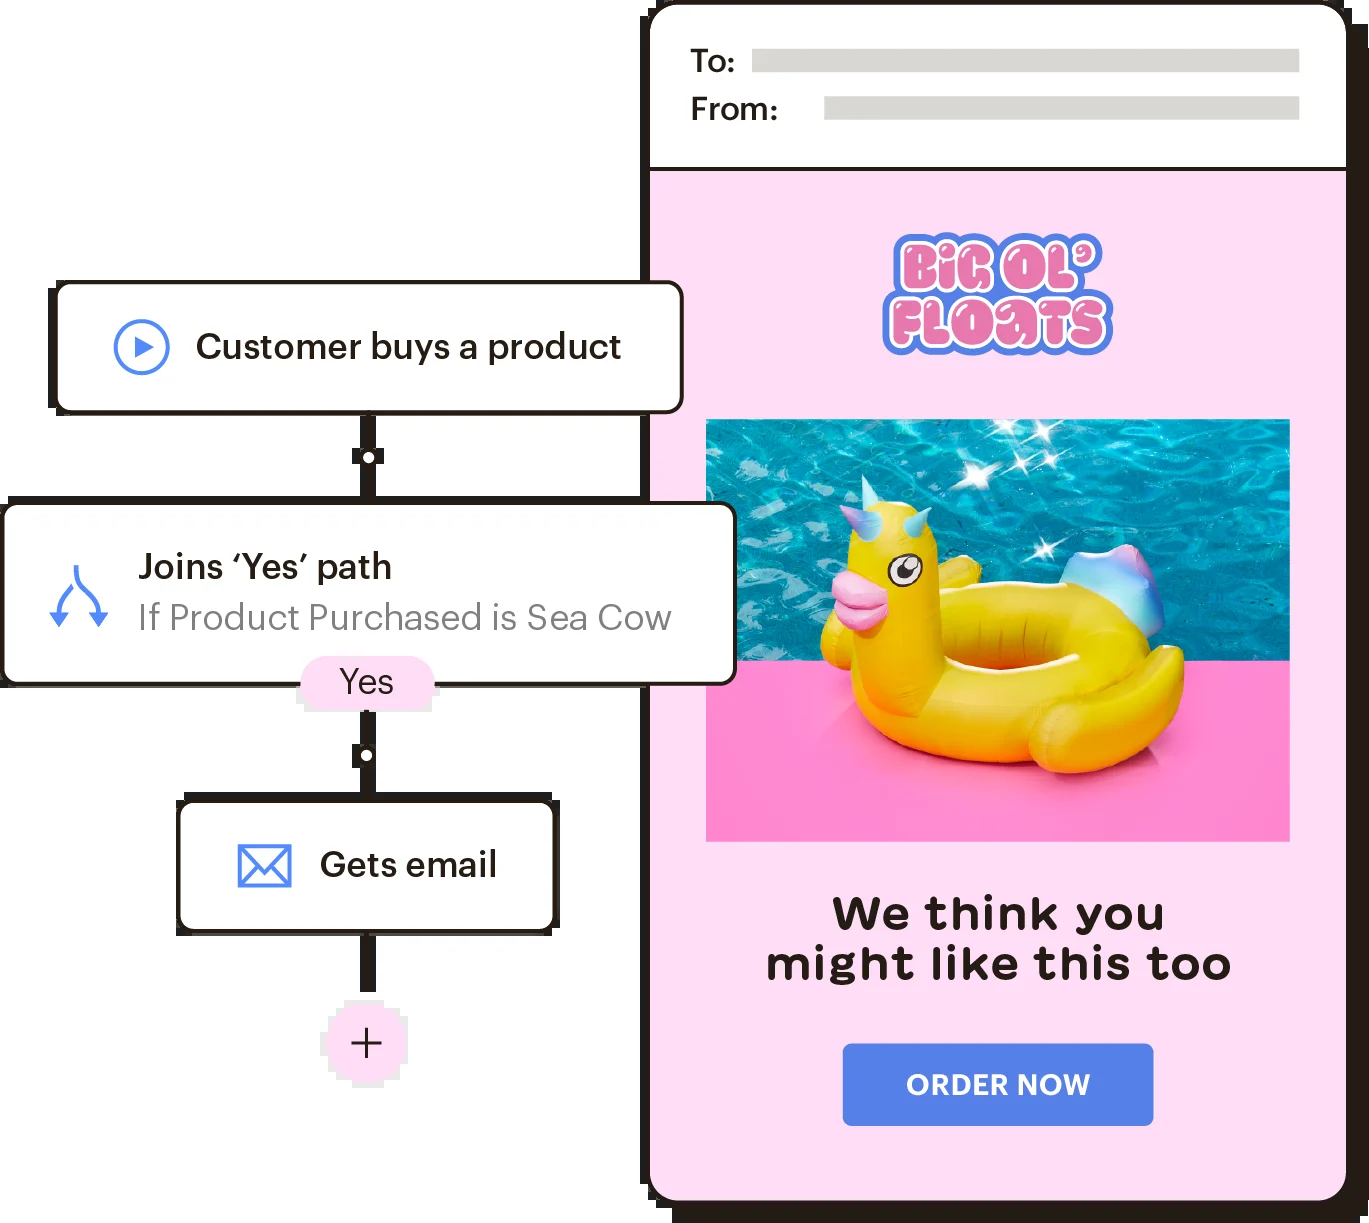 To:
From:
BiG OL'
FLOATS
Customer buys a product
Joins ‘Yes’ path
If Product Purchased is Sea Cow
Yes
Gets email
+
We think you
might like this too
ORDER NOW